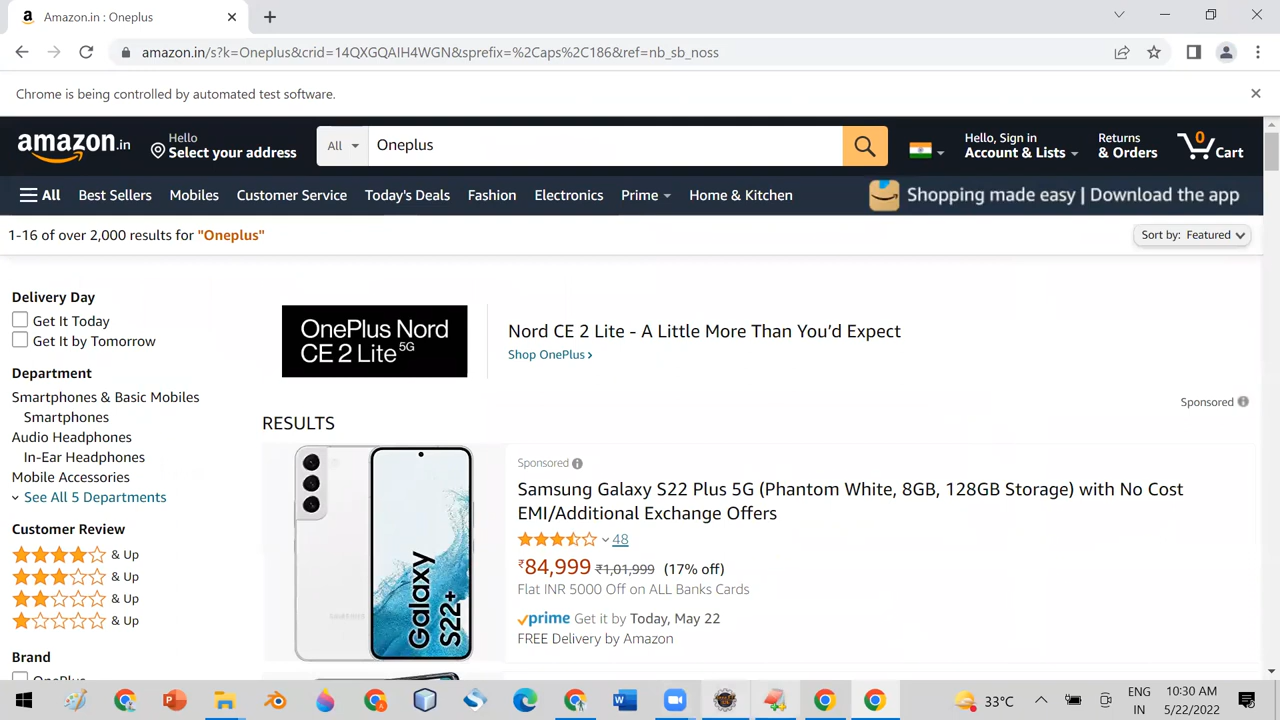 Amazon.in : Oneplus
amazon.in/s?k=Oneplus&crid=14QXGQAIH4WGN&sprefix=%2Caps%2C186&ref=nb_sb_noss
Chrome is being controlled by automated test software.
amazon.in
Hello
Select your address
All
Oneplus
Hello, Sign in
Account & Lists
Returns
& Orders
0
Cart
All
Best Sellers
Mobiles
Customer Service
Today's Deals
Fashion
Electronics
Prime
Home & Kitchen
Shopping made easy | Download the app
1-16 of over 2,000 results for "Oneplus"
Sort by: Featured
Delivery Day
Get It Today
Get It by Tomorrow
Department
Smartphones & Basic Mobiles
Smartphones
Audio Headphones
In-Ear Headphones
Mobile Accessories
See All 5 Departments
Customer Review
& Up
& Up
& Up
& Up
Brand
OnePlus
OnePlus Nord
CE 2 Lite 5G
Nord CE 2 Lite - A Little More Than You'd Expect
Shop OnePlus ›
Sponsored
RESULTS
Galaxy
S22+
Sponsored
Samsung Galaxy S22 Plus 5G (Phantom White, 8GB, 128GB Storage) with No Cost
EMI/Additional Exchange Offers
48
₹84,999 ₹1,01,999 (17% off)
Flat INR 5000 Off on ALL Banks Cards
prime Get it by Today, May 22
FREE Delivery by Amazon
33°C
ENG
IN
10:30 AM
5/22/2022